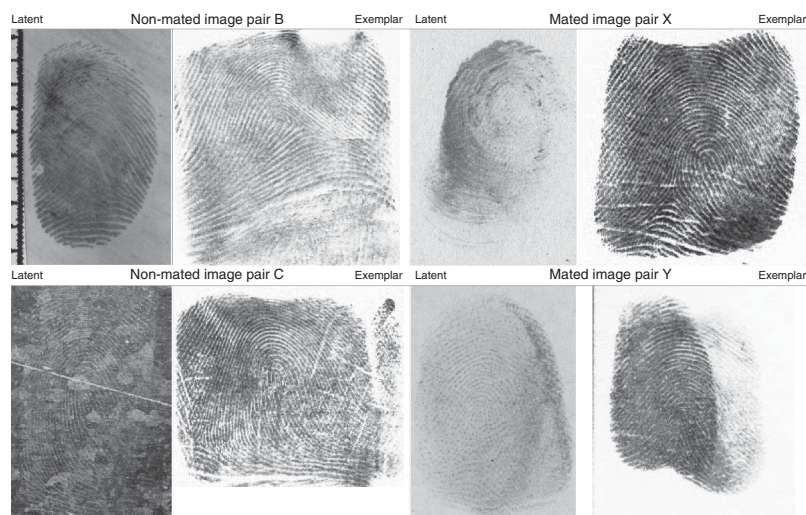 Latent Non-mated image pair B Exemplar Latent Mated image pair X Exemplar
Latent Non-mated image pair C Exemplar Latent Mated image pair Y Exemplar